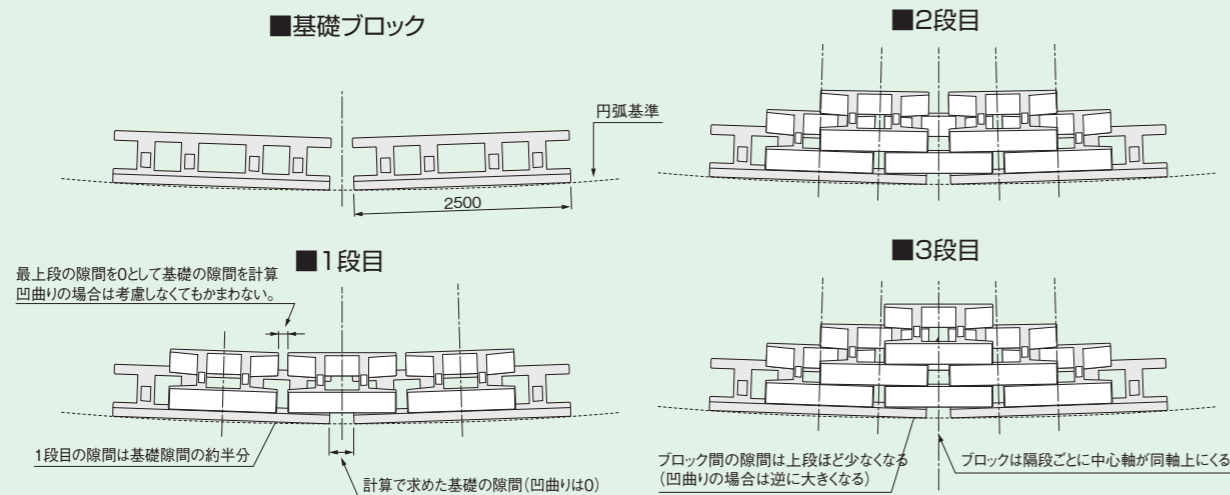 ■基礎ブロック
円弧基準
2500
■1段目
最上段の隙間を0として基礎の隙間を計算
凹曲りの場合は考慮しなくてもかまわない。
1段目の隙間は基礎隙間の約半分
計算で求めた基礎の隙間(凹曲りは0)
■2段目
■3段目
ブロック間の隙間は上段ほど少なくなる
(凹曲りの場合は逆に大きくなる)
ブロックは隔段ごとに中心軸が同軸上にくる